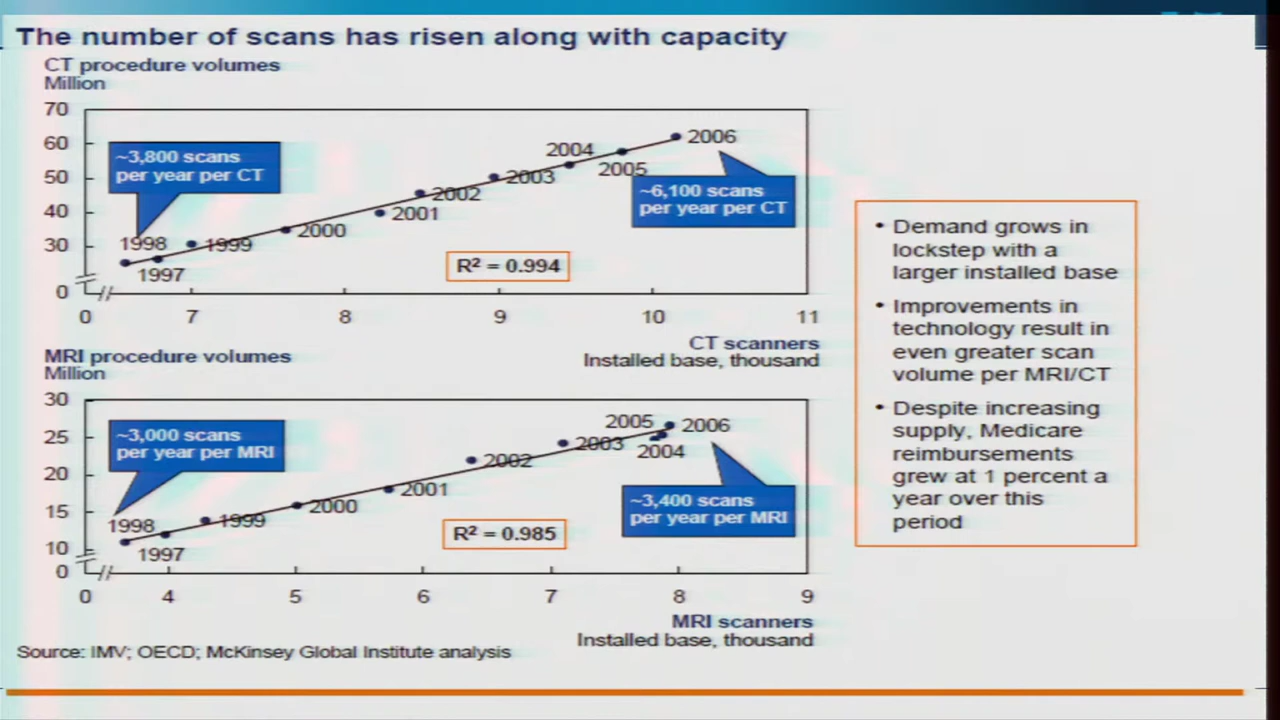 The number of scans has risen along with capacity
CT procedure volumes
Million
70
60
50
40
30
0
~3,800 scans
per year per CT
1998
1997
1999
2000
2001
2002
2003
2004
2005
2006
~6,100 scans
per year per CT
R² = 0.994
0 7 8 9 10 11
CT scanners
Installed base, thousand
MRI procedure volumes
Million
30
25
20
15
10
0
~3,000 scans
per year per MRI
1998
1997
1999
2000
2001
2002
2003
2005
2004
2006
~3,400 scans
per year per MRI
R² = 0.985
0 4 5 6 7 8 9
MRI scanners
Installed base, thousand
• Demand grows in
lockstep with a
larger installed base
• Improvements in
technology result in
even greater scan
volume per MRI/CT
• Despite increasing
supply, Medicare
reimbursements
grew at 1 percent a
year over this
period
Source: IMV; OECD; McKinsey Global Institute analysis